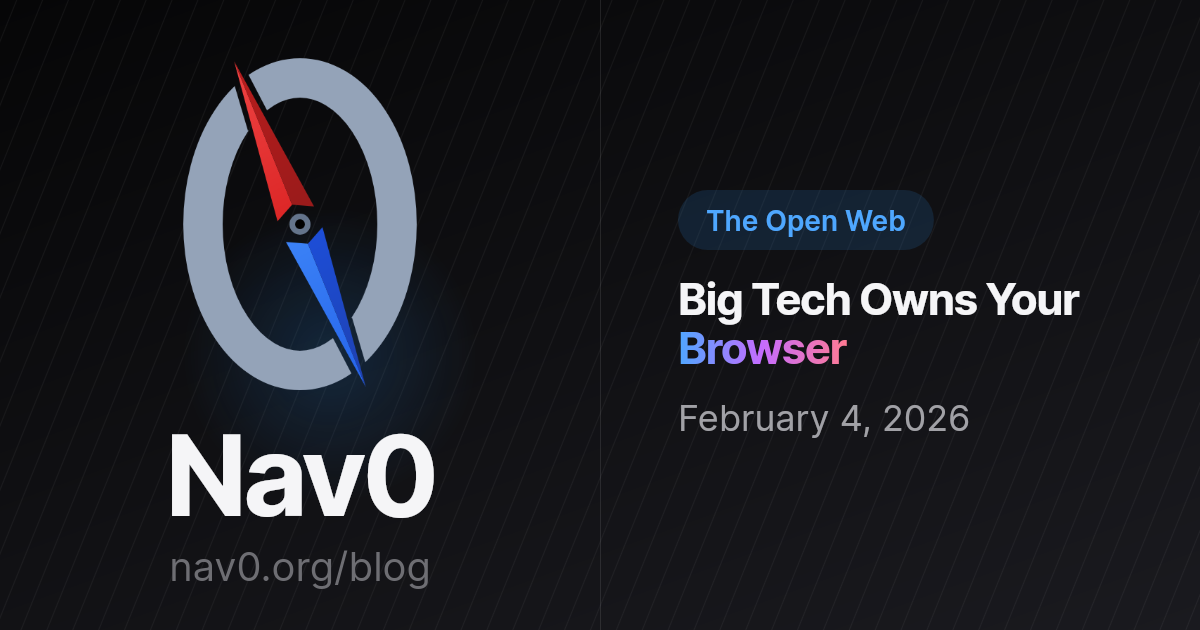 Nav0
nav0.org/blog
The Open Web
Big Tech Owns Your
Browser
February 4, 2026